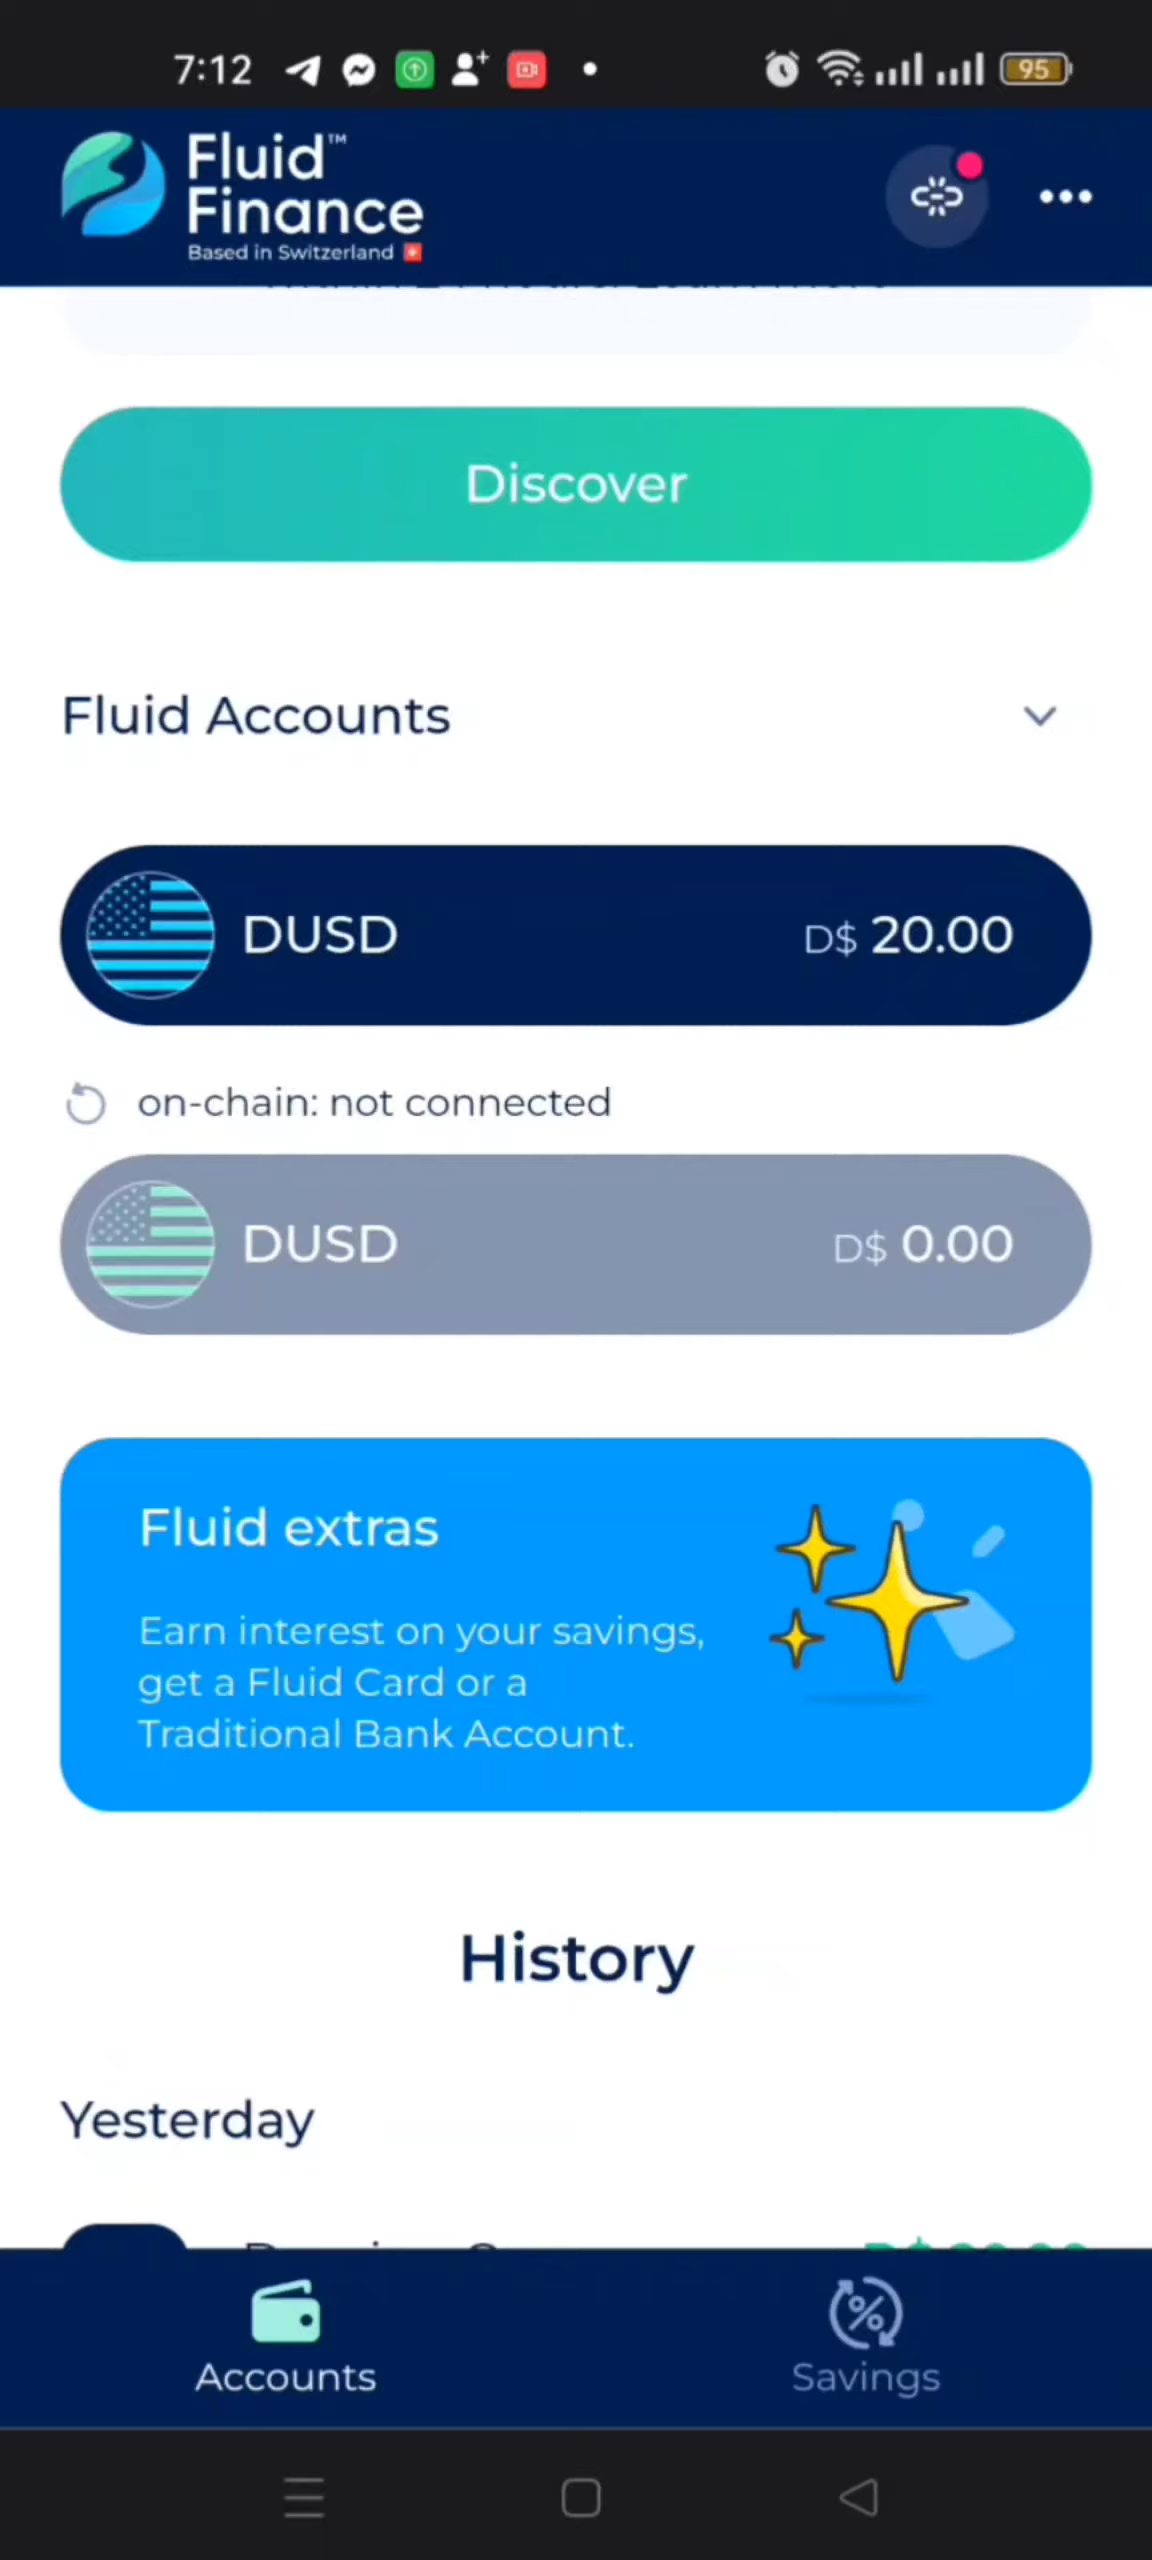 7:12
95
Fluid™
Finance
Based in Switzerland
Discover
Fluid Accounts
DUSD
D$ 20.00
on-chain: not connected
DUSD
D$ 0.00
Fluid extras
Earn interest on your savings,
get a Fluid Card or a
Traditional Bank Account.
History
Yesterday
Accounts
Savings